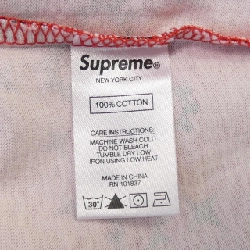 Supreme®
NEW YORK CITY
100% COTTON
CARE INSTRUCTIONS:
MACHINE WASH COLD
DO NOT BLEACH
TUMBLE DRY LOW
IRON USING LOW HEAT
MADE IN CHINA
RN 101837
30°